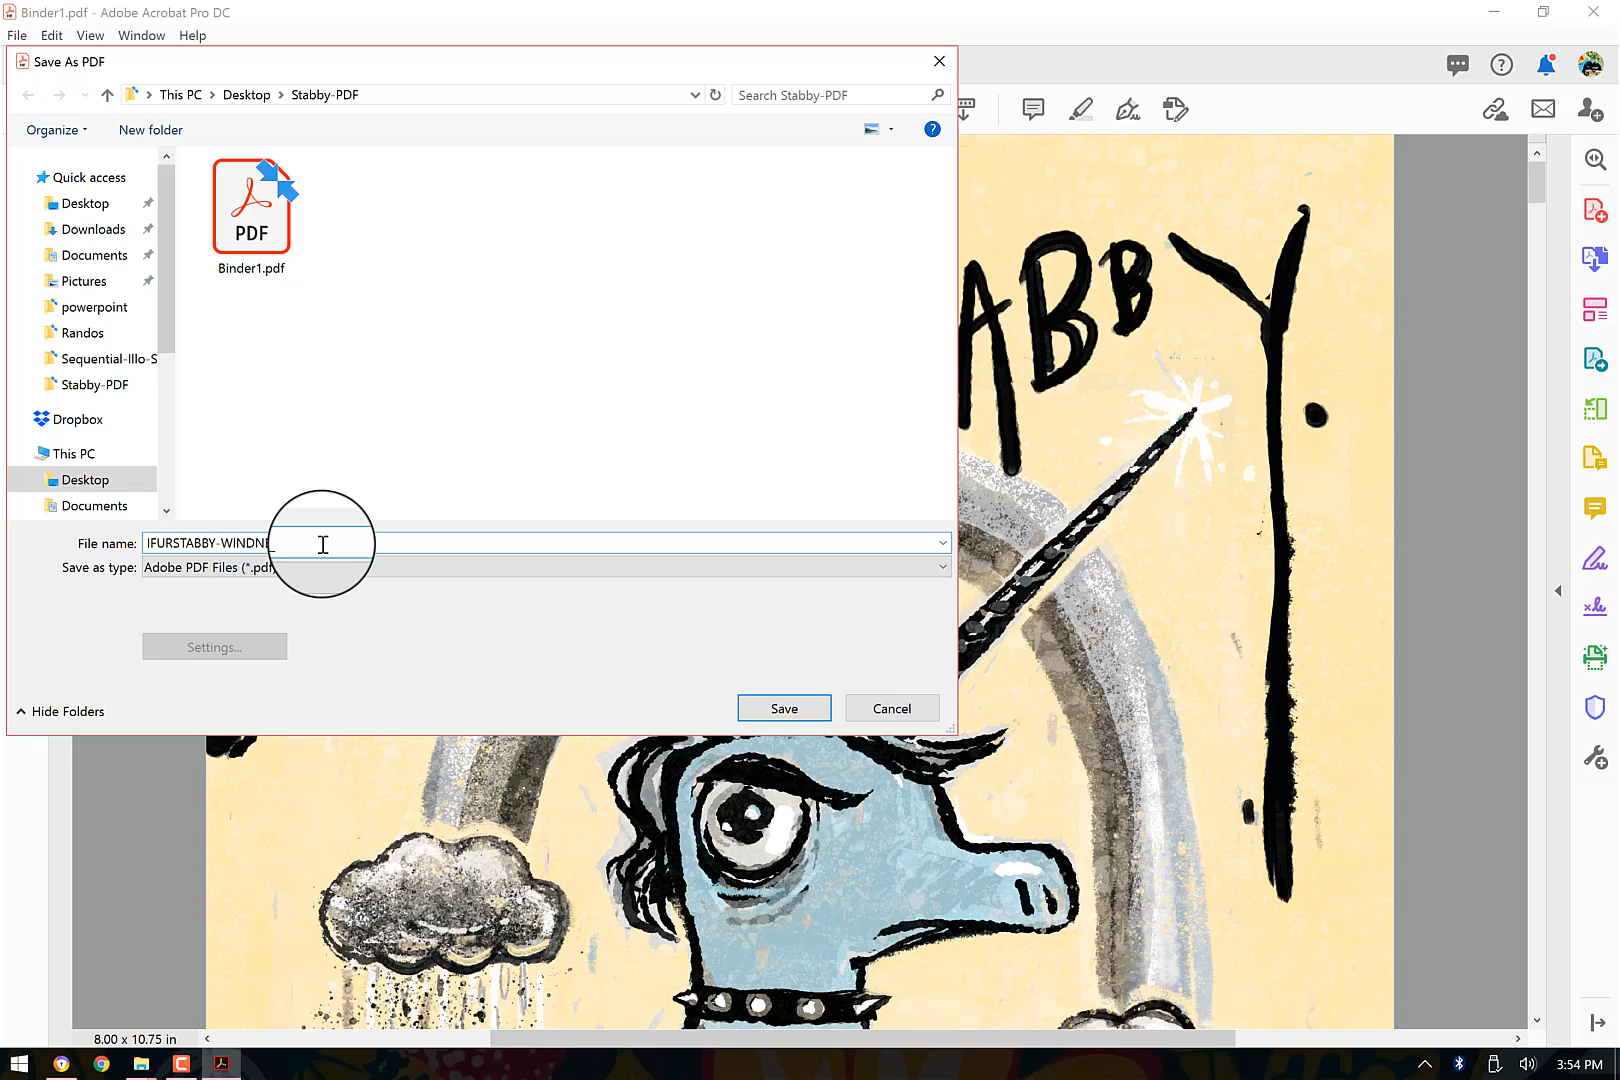 Binder1.pdf - Adobe Acrobat Pro DC
File Edit View Window Help
Save As PDF
This PC > Desktop > Stabby-PDF
Search Stabby-PDF
Organize
New folder
Quick access
Desktop
Downloads
Documents
Pictures
powerpoint
Randos
Sequential-Illo-S
Stabby-PDF
Dropbox
This PC
Desktop
Documents
PDF
Binder1.pdf
File name: IFURSTABBY-WINDNE_
Save as type: Adobe PDF Files (*.pdf
Settings...
Hide Folders
Save
Cancel
ABBY.
8.00 x 10.75 in
3:54 PM